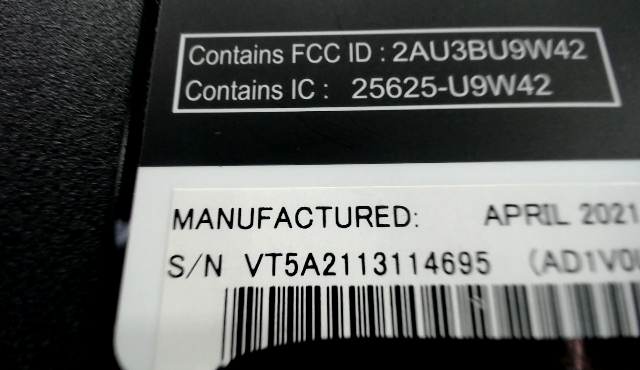 Contains FCC ID : 2AU3BU9W42
Contains IC : 25625-U9W42
MANUFACTURED: APRIL 2021
S/N VT5A2113114695